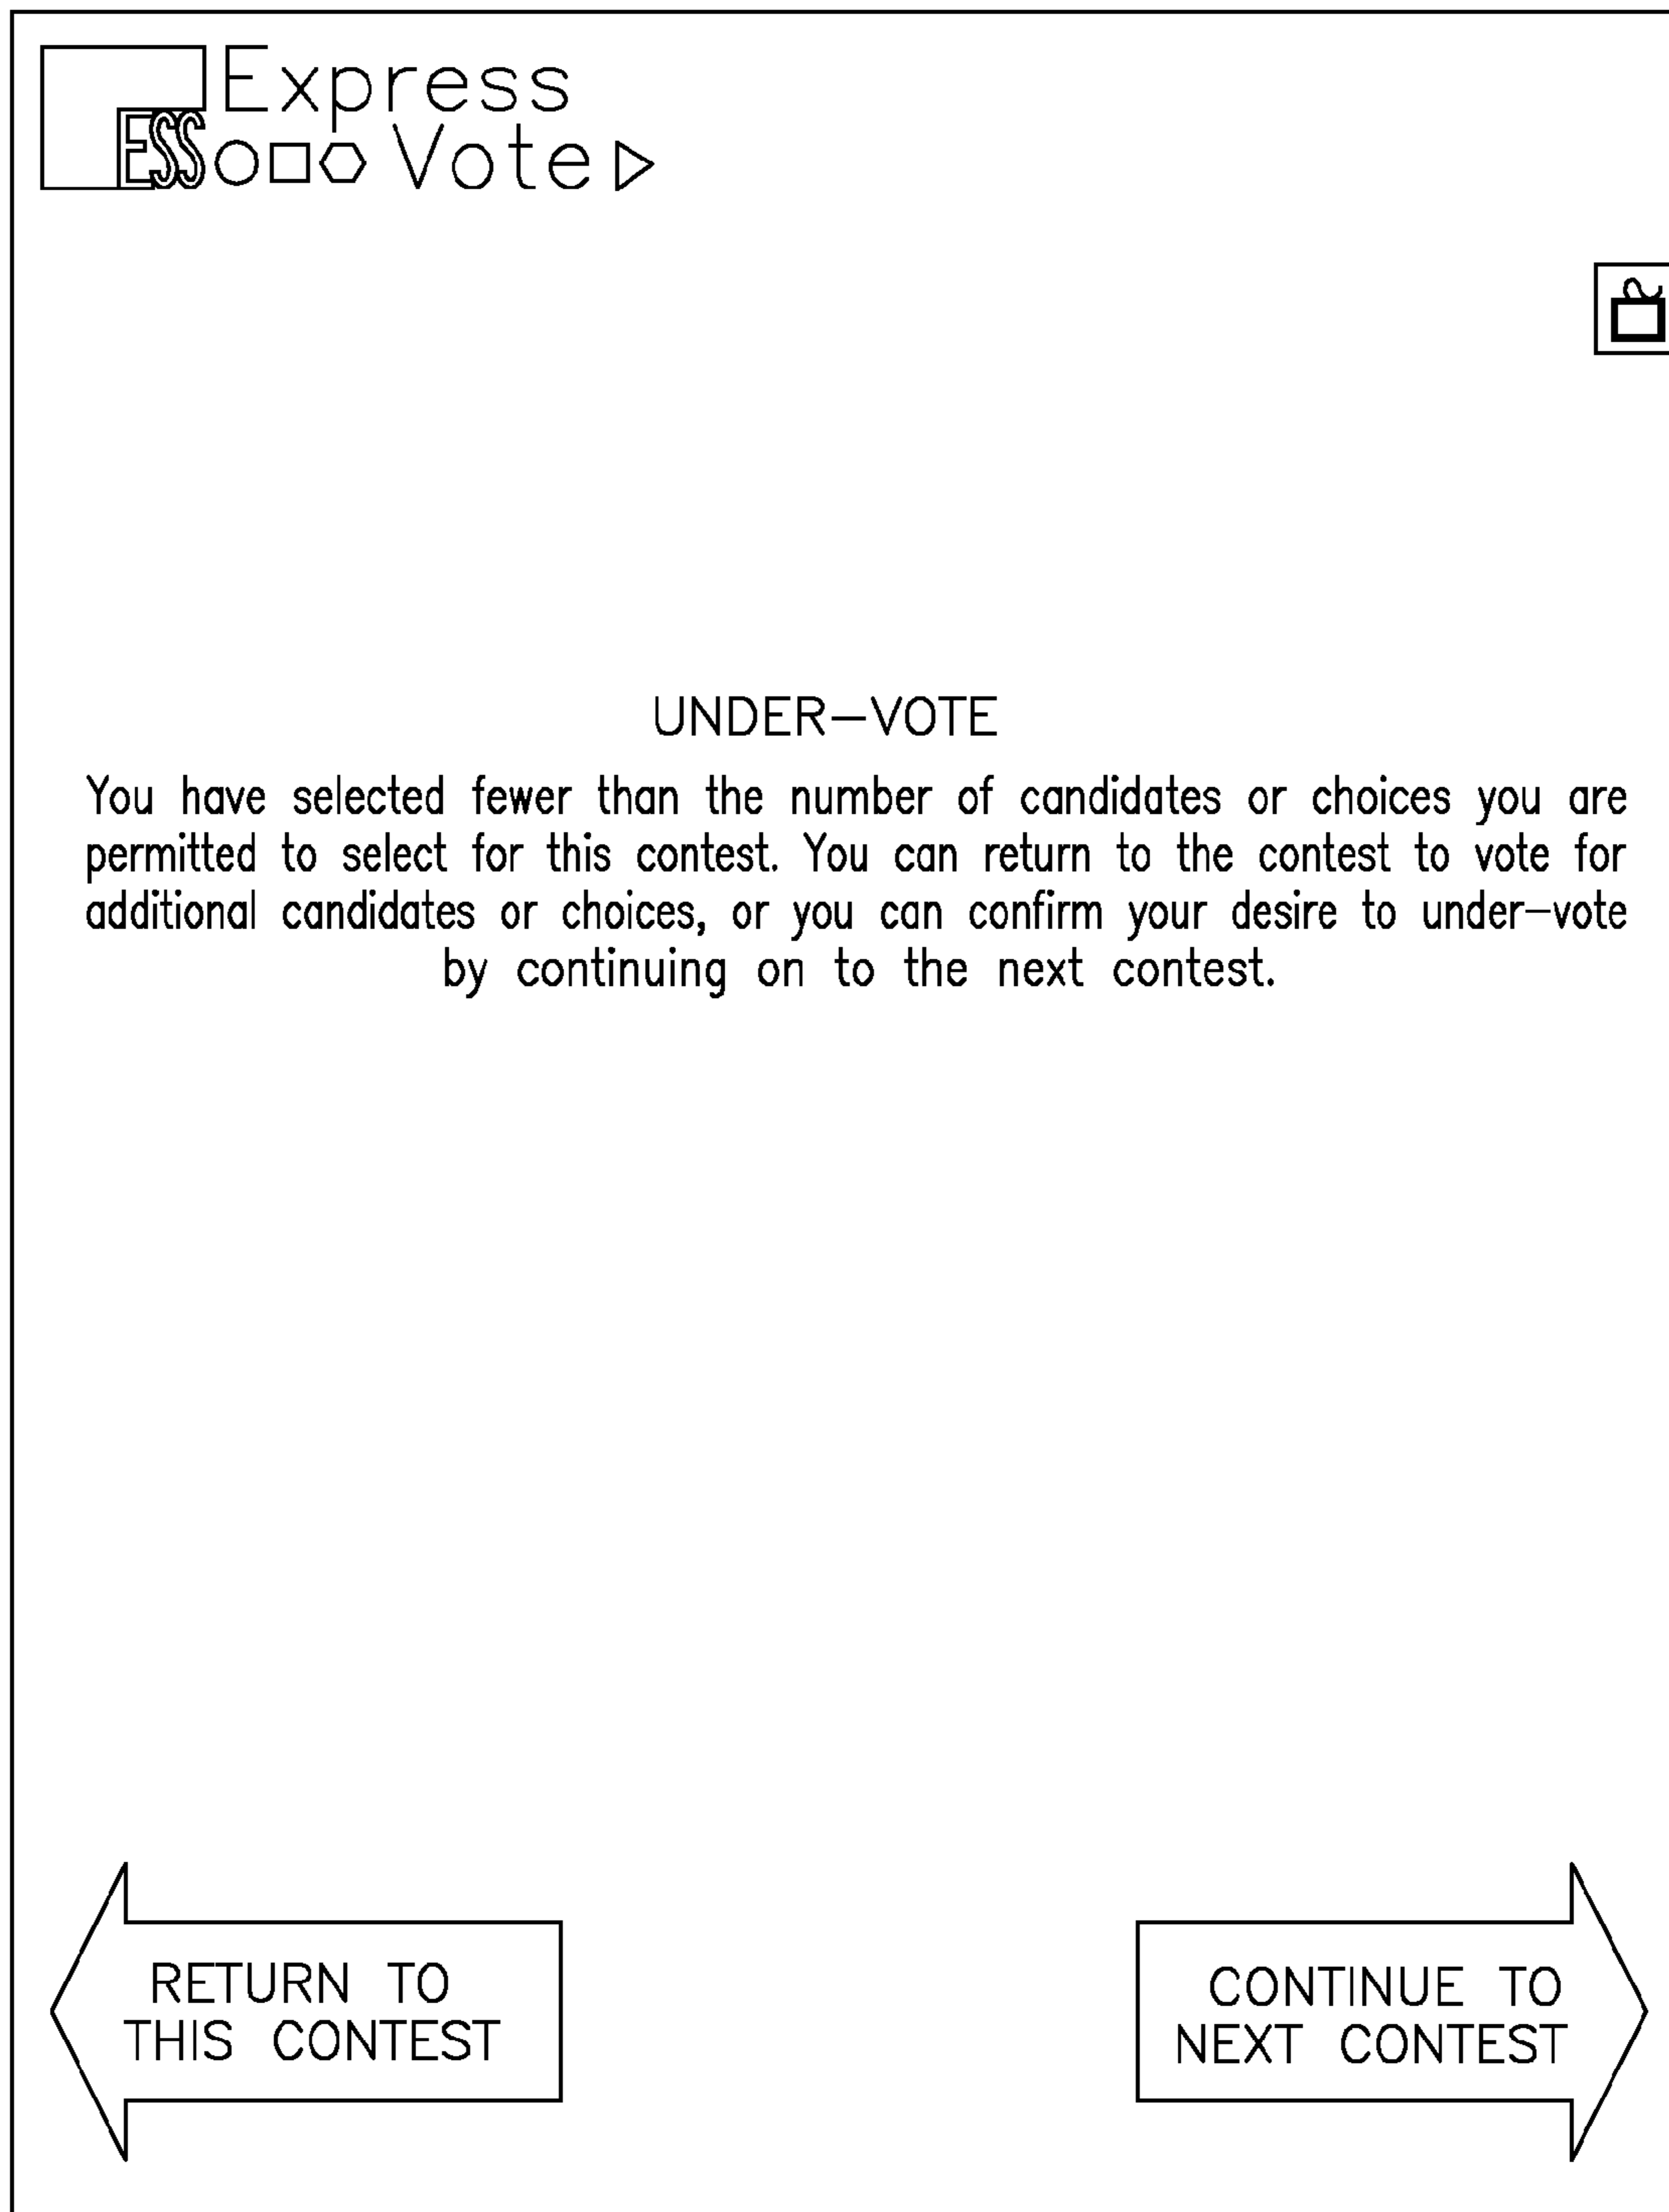 Express
ESS Vote
UNDER-VOTE
You have selected fewer than the number of candidates or choices you are
permitted to select for this contest. You can return to the contest to vote for
additional candidates or choices, or you can confirm your desire to under-vote
by continuing on to the next contest.
RETURN TO
THIS CONTEST
CONTINUE TO
NEXT CONTEST